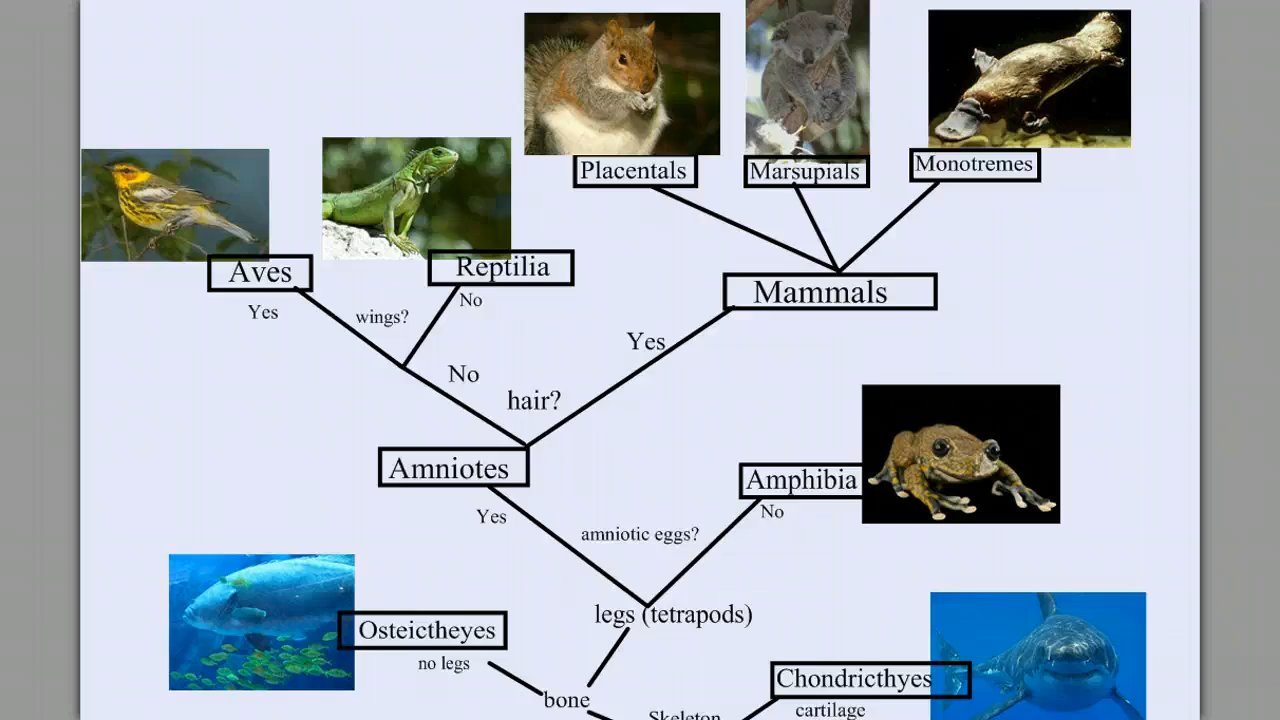 Placentals
Marsupials
Monotremes
Aves
Reptilia
Mammals
Yes
wings?
No
Yes
No
hair?
Amniotes
Amphibia
Yes
amniotic eggs?
No
legs (tetrapods)
Osteictheyes
no legs
Chondricthyes
bone
Skeleton
cartilage